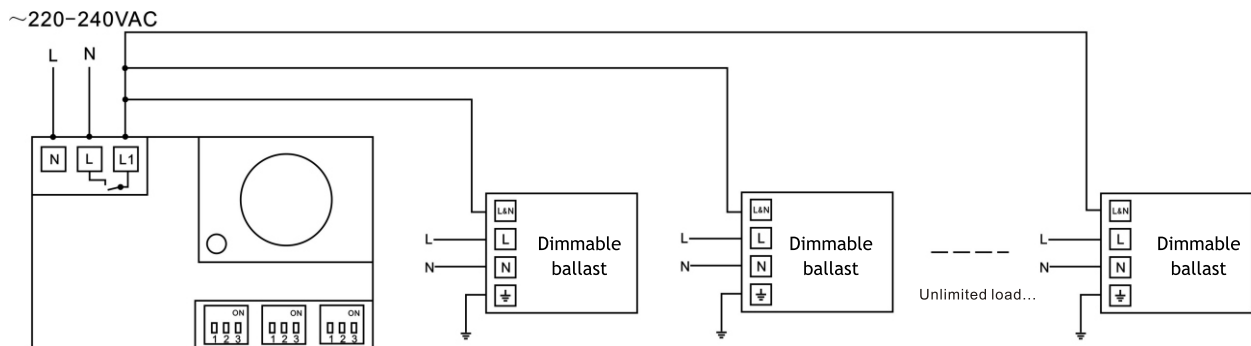 ~220-240VAC
L N
N L L1
L&N L&N L&N
L L Dimmable L L Dimmable L L Dimmable
N N ballast N N ballast N N ballast
Unlimited load...
ON ON ON
1 2 3 1 2 3 1 2 3